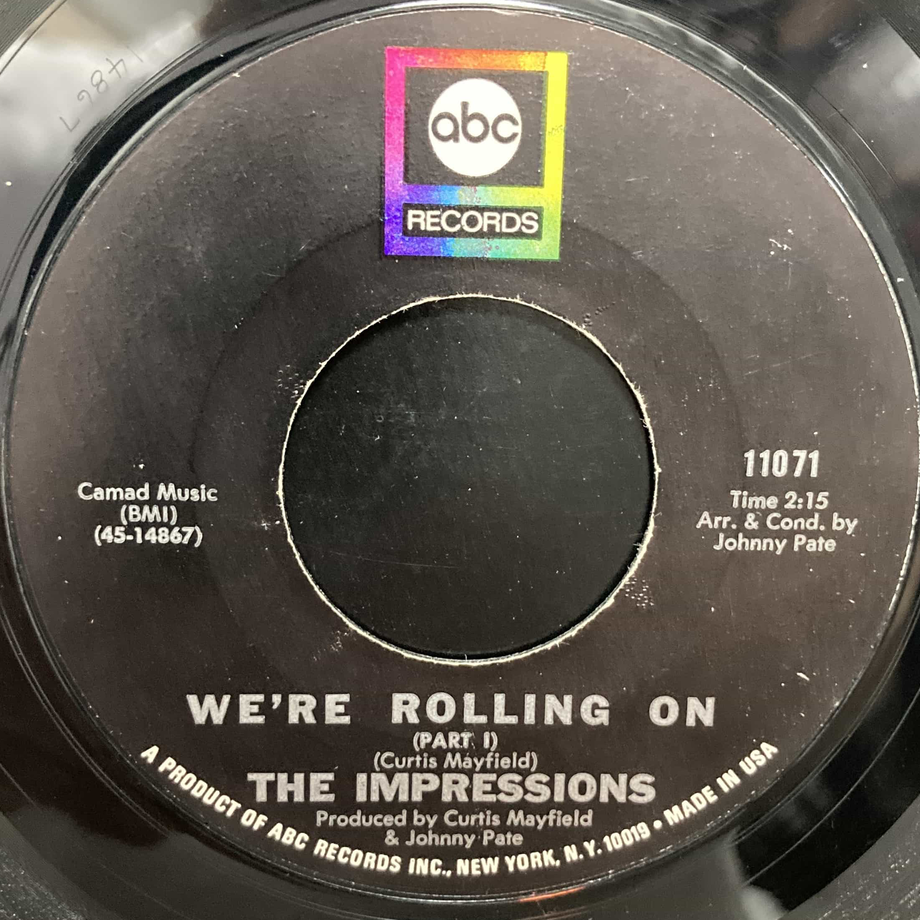 abc
RECORDS
11071
Camad Music
(BMI)
(45-14867)
Time 2:15
Arr. & Cond. by
Johnny Pate
WE'RE ROLLING ON
(PART I)
(Curtis Mayfield)
THE IMPRESSIONS
Produced by Curtis Mayfield
& Johnny Pate
A PRODUCT OF ABC RECORDS INC., NEW YORK, N.Y. 10019 • MADE IN USA